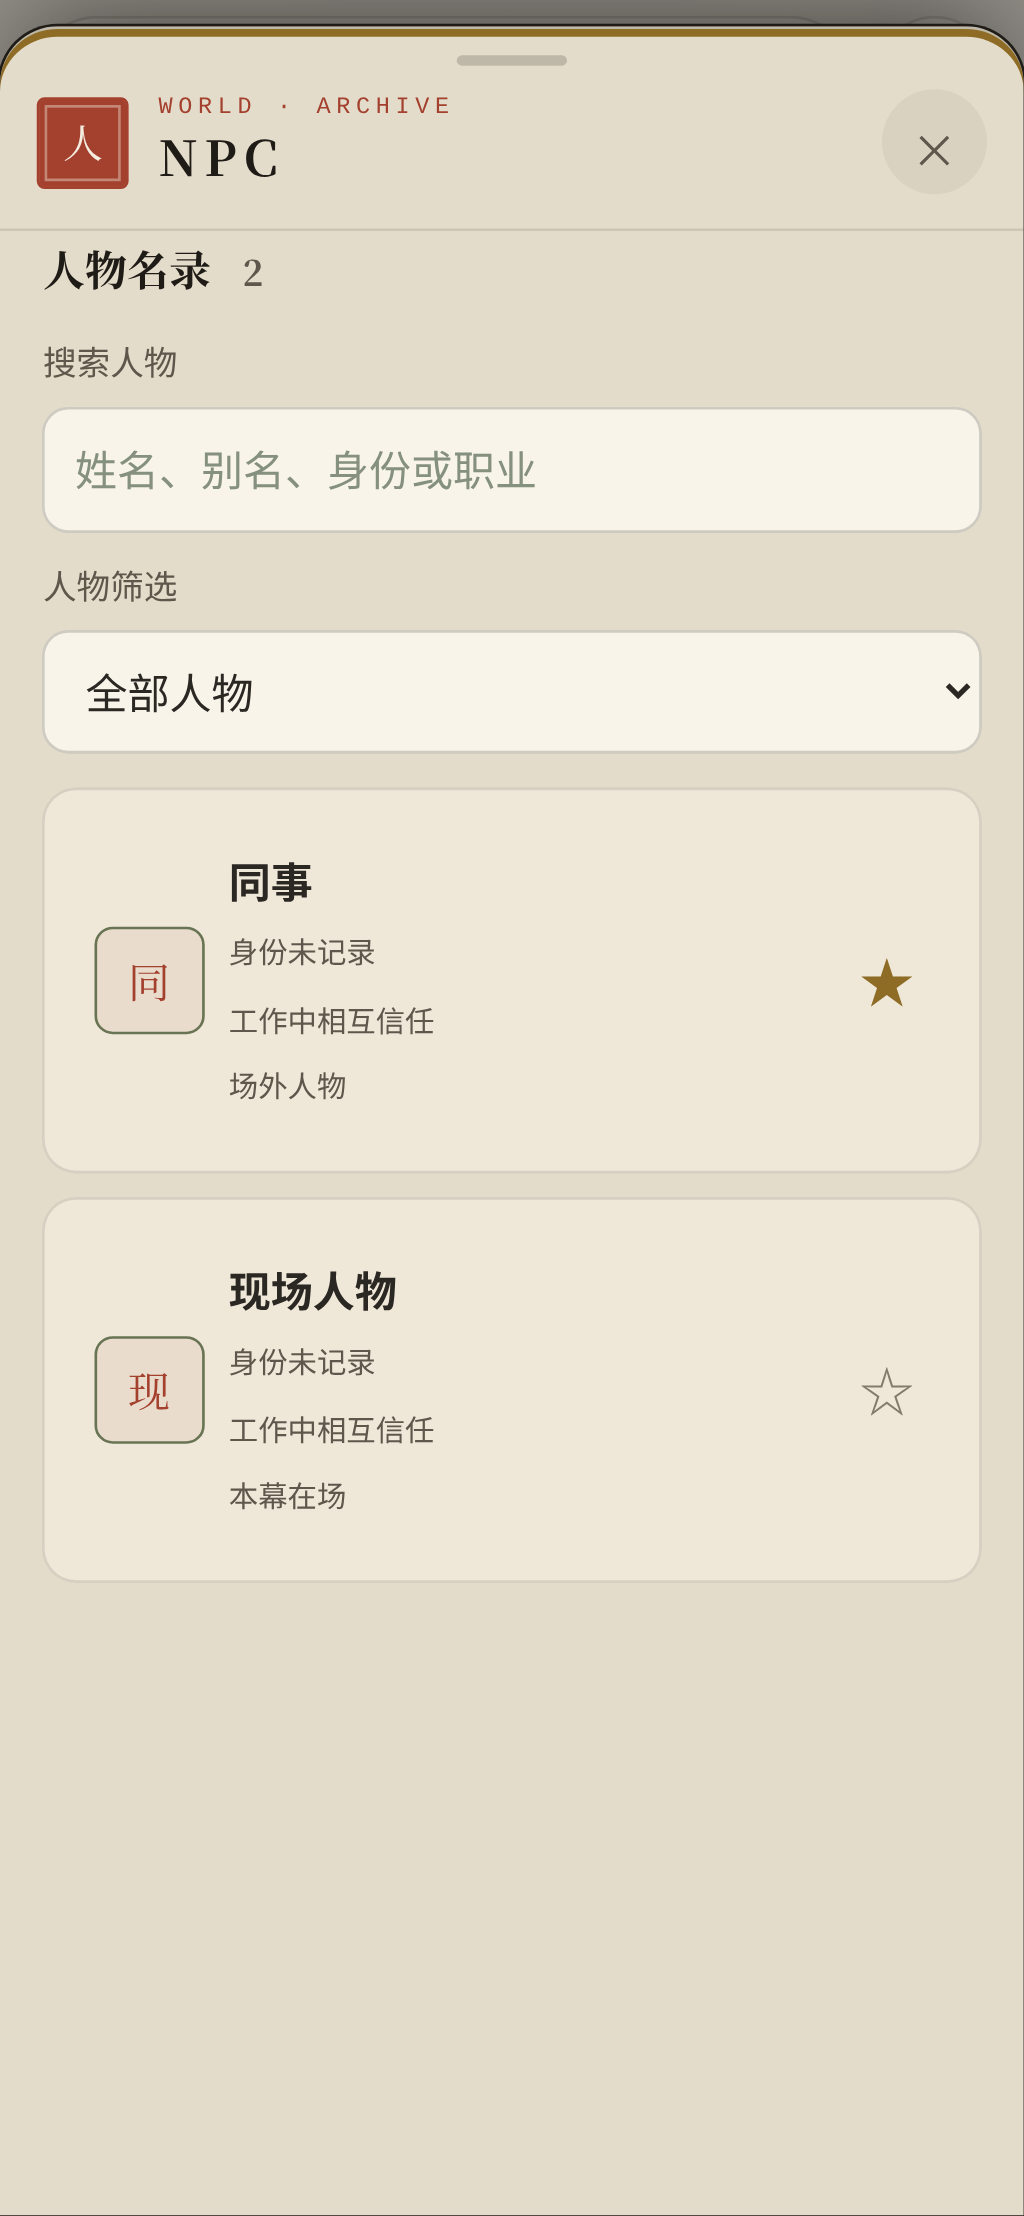 人
WORLD · ARCHIVE
NPC
人物名录 2
搜索人物
姓名、别名、身份或职业
人物筛选
全部人物
同
同事
身份未记录
工作中相互信任
场外人物
现
现场人物
身份未记录
工作中相互信任
本幕在场